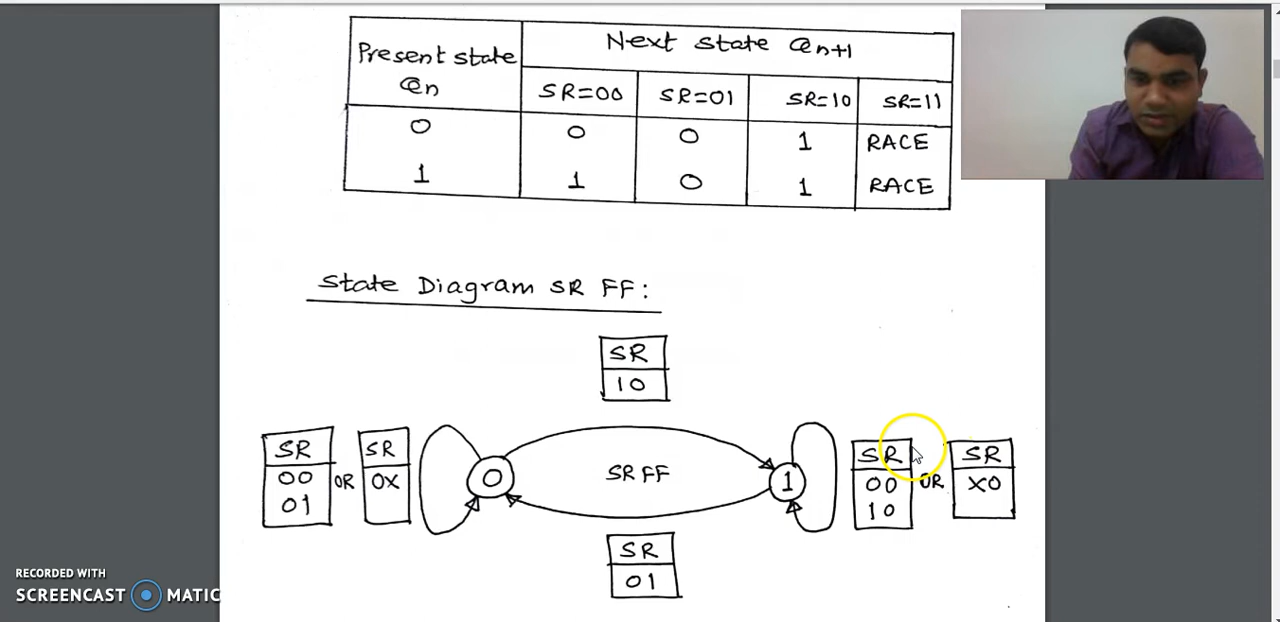 Present state Next state Qn+1
Qn SR=00 SR=01 SR=10 SR=11
0 0 0 1 RACE
1 1 0 1 RACE
State Diagram SR FF:
SR
10
SR SR SR SR
00 OR 0X 0 SR FF 1 00 OR X0
01 10
SR
01
RECORDED WITH
SCREENCAST MATIC